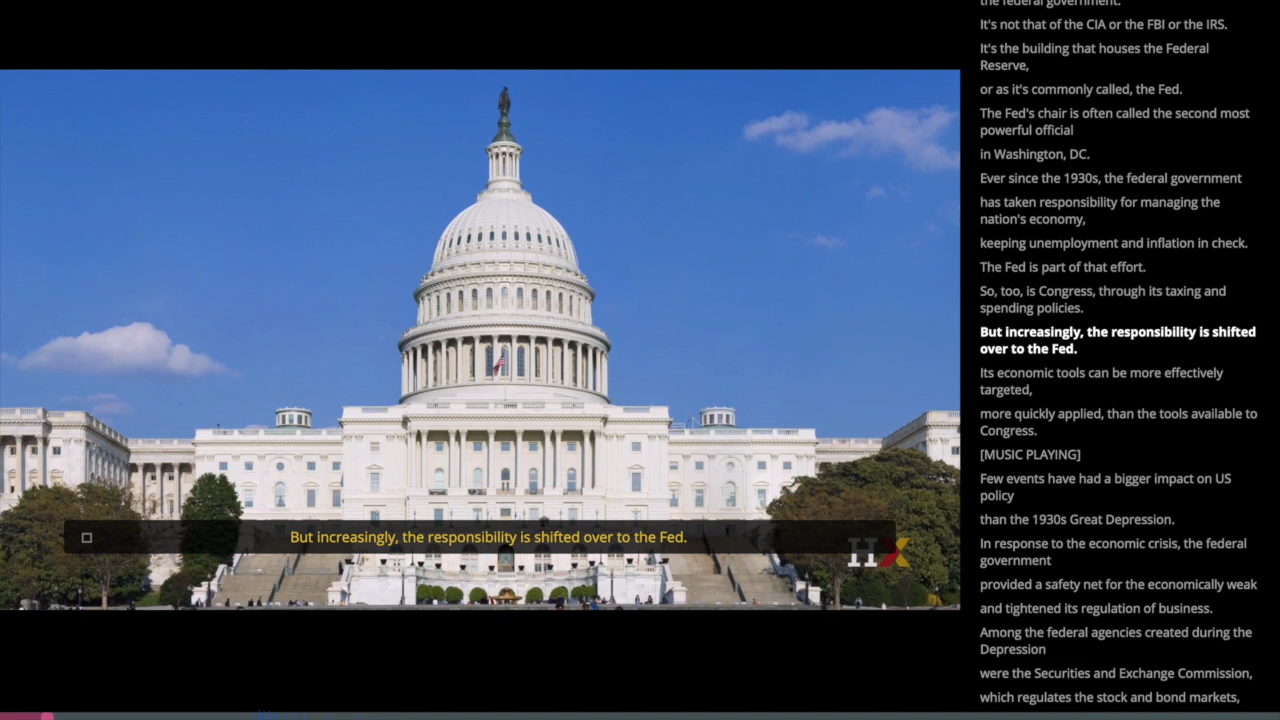 the federal government.
It's not that of the CIA or the FBI or the IRS.
It's the building that houses the Federal
Reserve,
or as it's commonly called, the Fed.
The Fed's chair is often called the second most
powerful official
in Washington, DC.
Ever since the 1930s, the federal government
has taken responsibility for managing the
nation's economy,
keeping unemployment and inflation in check.
The Fed is part of that effort.
So, too, is Congress, through its taxing and
spending policies.
But increasingly, the responsibility is shifted
over to the Fed.
Its economic tools can be more effectively
targeted,
more quickly applied, than the tools available to
Congress.
[MUSIC PLAYING]
Few events have had a bigger impact on US
policy
than the 1930s Great Depression.
In response to the economic crisis, the federal
government
provided a safety net for the economically weak
and tightened its regulation of business.
Among the federal agencies created during the
Depression
were the Securities and Exchange Commission,
which regulates the stock and bond markets,
But increasingly, the responsibility is shifted over to the Fed.
HX